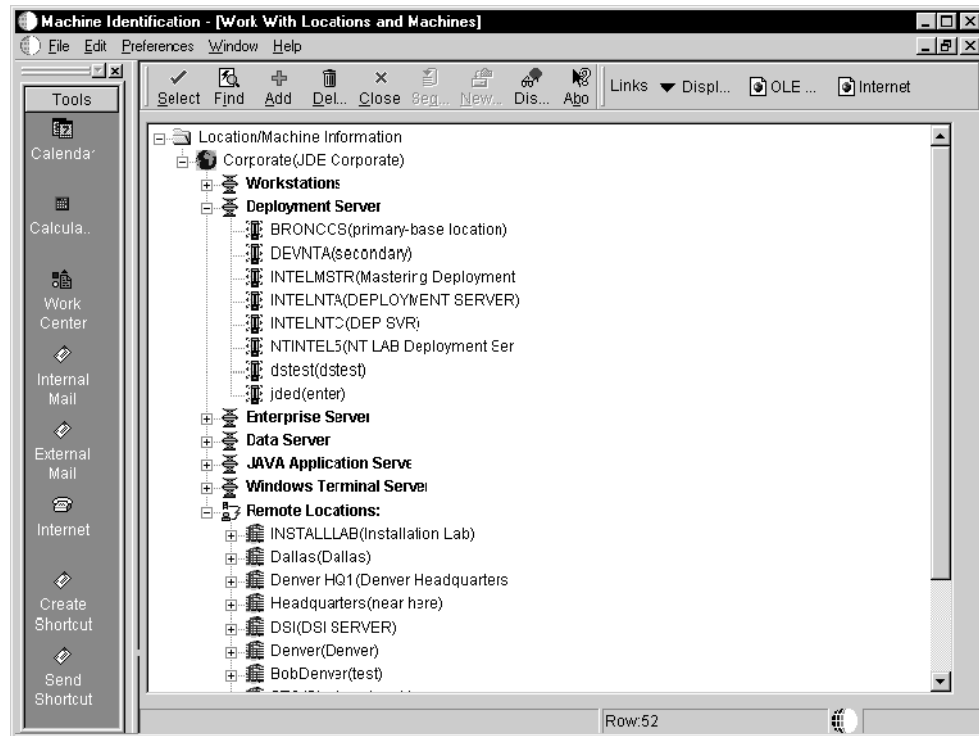 Machine Identification - [Work With Locations and Machines]
File Edit Preferences Window Help
Tools
Calendar
Calcula..
Work
Center
Internal
Mail
External
Mail
Internet
Create
Shortcut
Send
Shortcut
Select Find Add Del... Close Seq... New... Dis... Abo Links Displ... OLE ... Internet
Location/Machine Information
Corporate(JDE Corporate)
Workstations
Deployment Server
BRONCCS(primary-base location)
DEVNTA(secondary)
INTELMSTR(Mastering Deployment
INTELNTA(DEPLOYMENT SERVER)
INTELNTC(DEP SVR)
NTINTEL5(NT LAB Deployment Ser
dstest(dstest)
jded(enter)
Enterprise Server
Data Server
JAVA Application Serve
Windows Terminal Server
Remote Locations:
INSTALLLAB(Installation Lab)
Dallas(Dallas)
Denver HQ1(Denver Headquarters
Headquarters(near here)
DSI(DSI SERVER)
Denver(Denver)
BobDenver(test)
Row:52